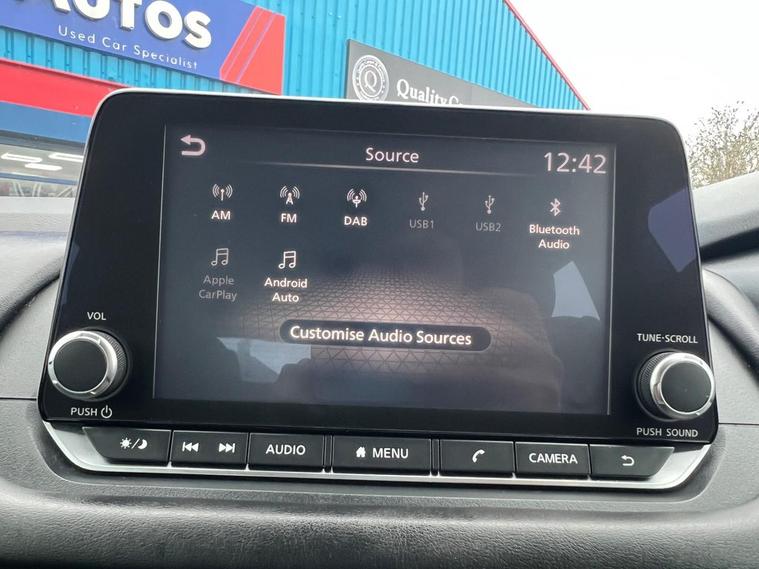 AUTOS
Used Car Specialist
Q
Quality
Source
12:42
AM
FM
DAB
USB1
USB2
Bluetooth
Audio
Apple
CarPlay
Android
Auto
Customise Audio Sources
VOL
PUSH
TUNE·SCROLL
PUSH SOUND
AUDIO
MENU
CAMERA